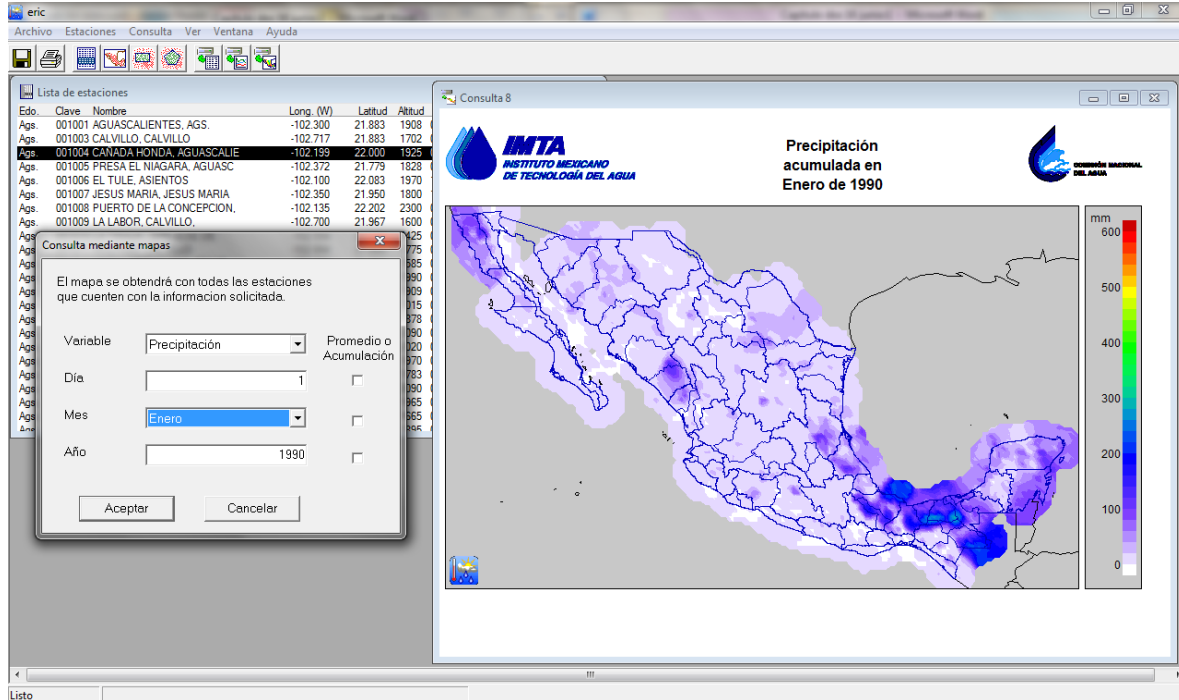 eric
Archivo Estaciones Consulta Ver Ventana Ayuda
Lista de estaciones
Edo. Clave Nombre Long. (W) Latitud Altitud
Ags. 001001 AGUASCALIENTES, AGS. -102.300 21.883 1908
Ags. 001003 CALVILLO, CALVILLO -102.717 21.883 1702
Ags. 001004 CAÑADA HONDA, AGUASCALIE -102.199 22.000 1925
Ags. 001005 PRESA EL NIAGARA, AGUASC -102.372 21.779 1828
Ags. 001006 EL TULE, ASIENTOS -102.100 22.083 1970
Ags. 001007 JESUS MARIA, JESUS MARIA -102.350 21.950 1800
Ags. 001008 PUERTO DE LA CONCEPCION, -102.135 22.202 2300
Ags. 001009 LA LABOR, CALVILLO, -102.700 21.967 1600
Consulta mediante mapas
El mapa se obtendrá con todas las estaciones
que cuenten con la informacion solicitada.
Variable Precipitación Promedio o
Acumulación
Día 1
Mes Enero
Año 1990
Aceptar Cancelar
Consulta 8
IMTA
INSTITUTO MEXICANO
DE TECNOLOGÍA DEL AGUA
Precipitación
acumulada en
Enero de 1990
COMISIÓN NACIONAL
DEL AGUA
mm
600
500
400
300
200
100
0
Listo